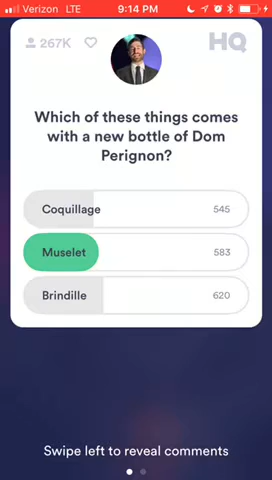 Verizon LTE 9:14 PM
267K HQ
Which of these things comes
with a new bottle of Dom
Perignon?
Coquillage 545
Muselet 583
Brindille 620
Swipe left to reveal comments